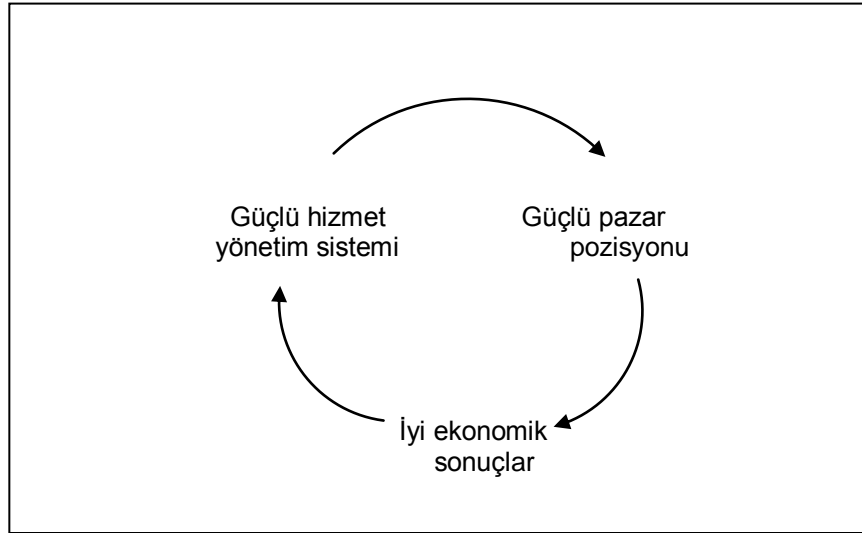 Güçlü hizmet
yönetim sistemi
Güçlü pazar
pozisyonu
İyi ekonomik
sonuçlar